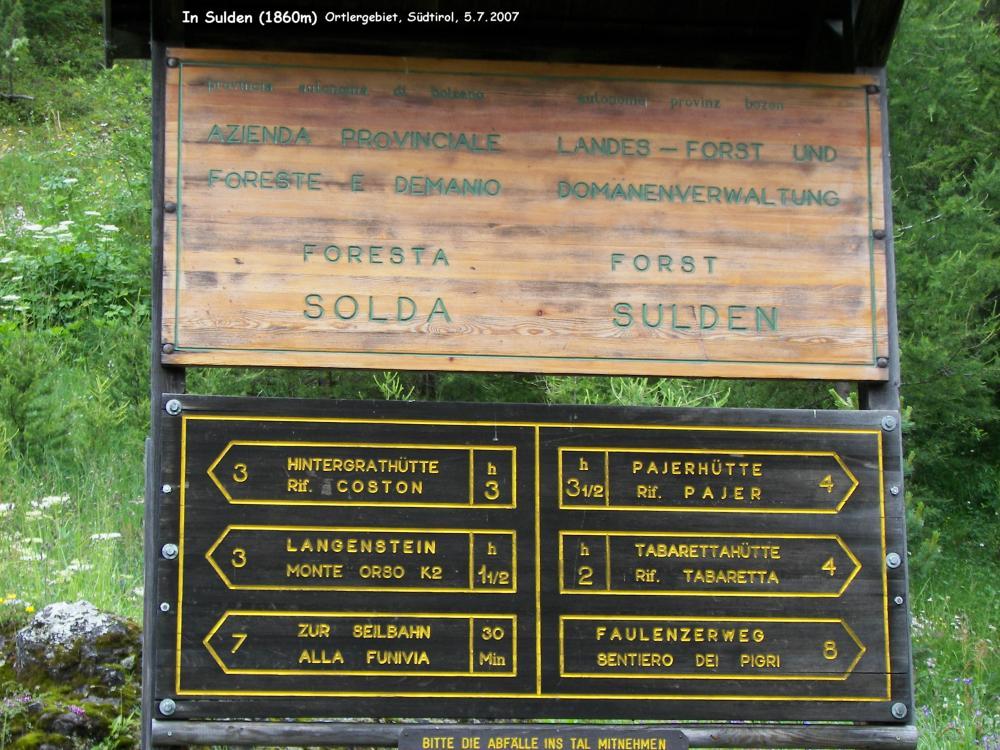 In Sulden (1860m) Ortlergebiet, Südtirol, 5.7.2007
provincia autonoma di bolzano
autonome provinz bozen
AZIENDA PROVINCIALE
FORESTE E DEMANIO
LANDES - FORST UND
DOMANENVERWALTUNG
FORESTA
SOLDA
FORST
SULDEN
3 HINTERGRATHÜTTE h
Rif. COSTON 3
3 LANGENSTEIN h
MONTE ORSO K2 1 1/2
7 ZUR SEILBAHN 30
ALLA FUNIVIA Min
h PAJERHÜTTE 4
3 1/2 Rif. PAJER
h TABARETTAHÜTTE 4
2 Rif. TABARETTA
FAULENZERWEG 8
SENTIERO DEI PIGRI
BITTE DIE ABFÄLLE INS TAL MITNEHMEN